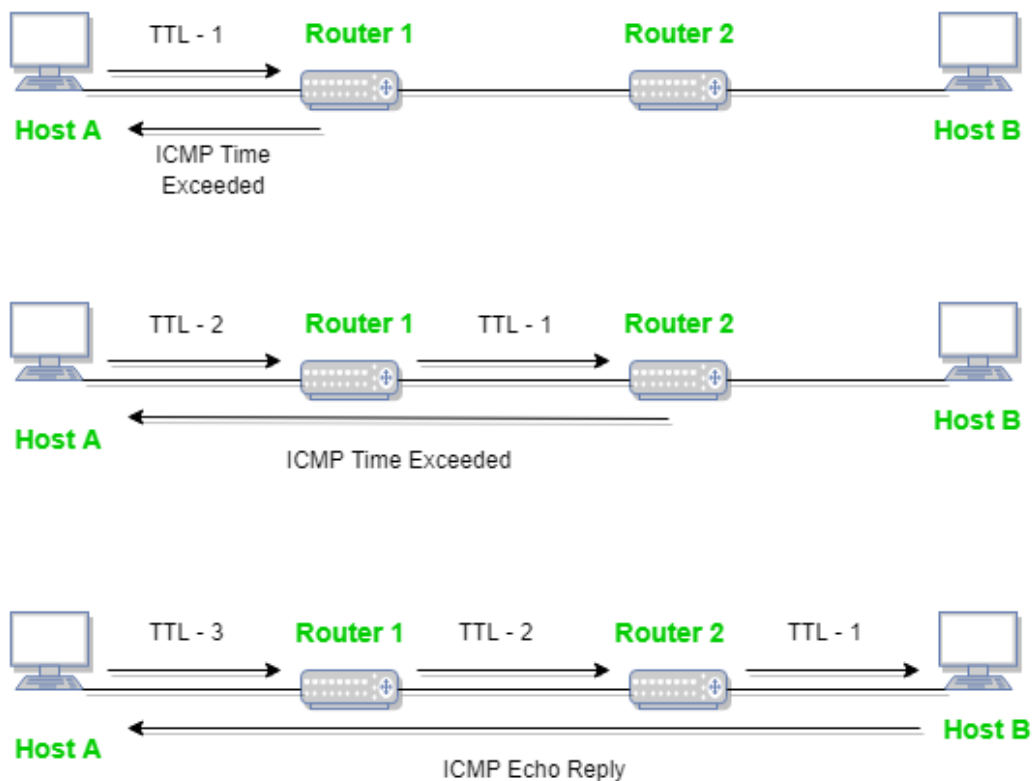 TTL - 1
Router 1
Router 2
Host A
Host B
ICMP Time
Exceeded
TTL - 2
Router 1
TTL - 1
Router 2
Host A
Host B
ICMP Time Exceeded
TTL - 3
Router 1
TTL - 2
Router 2
TTL - 1
Host A
Host B
ICMP Echo Reply